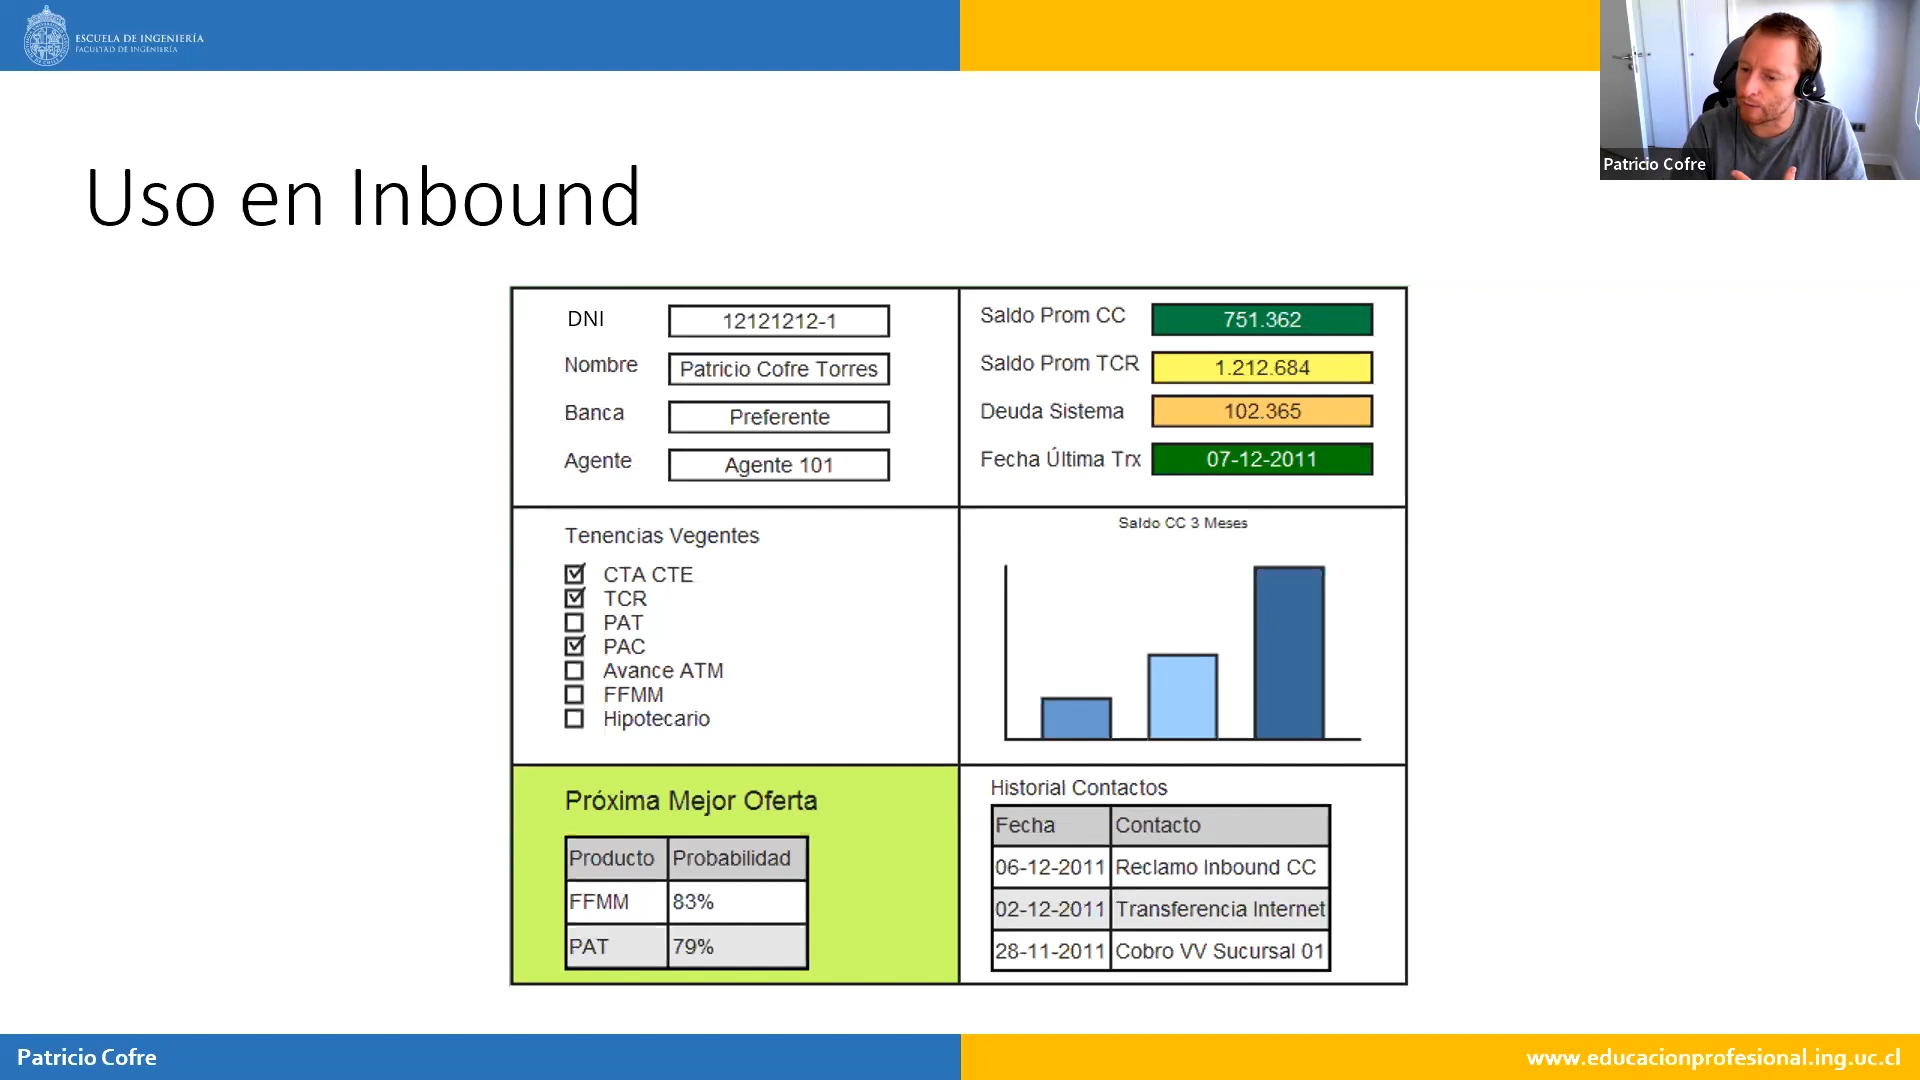 ESCUELA DE INGENIERÍA
FACULTAD DE INGENIERÍA
Patricio Cofre
Uso en Inbound
DNI 12121212-1
Nombre Patricio Cofre Torres
Banca Preferente
Agente Agente 101
Saldo Prom CC 751.362
Saldo Prom TCR 1.212.684
Deuda Sistema 102.365
Fecha Última Trx 07-12-2011
Tenencias Vegentes
CTA CTE
TCR
PAT
PAC
Avance ATM
FFMM
Hipotecario
Saldo CC 3 Meses
Próxima Mejor Oferta
Producto Probabilidad
FFMM 83%
PAT 79%
Historial Contactos
Fecha Contacto
06-12-2011 Reclamo Inbound CC
02-12-2011 Transferencia Internet
28-11-2011 Cobro VV Sucursal 01
Patricio Cofre
www.educacionprofesional.ing.uc.cl